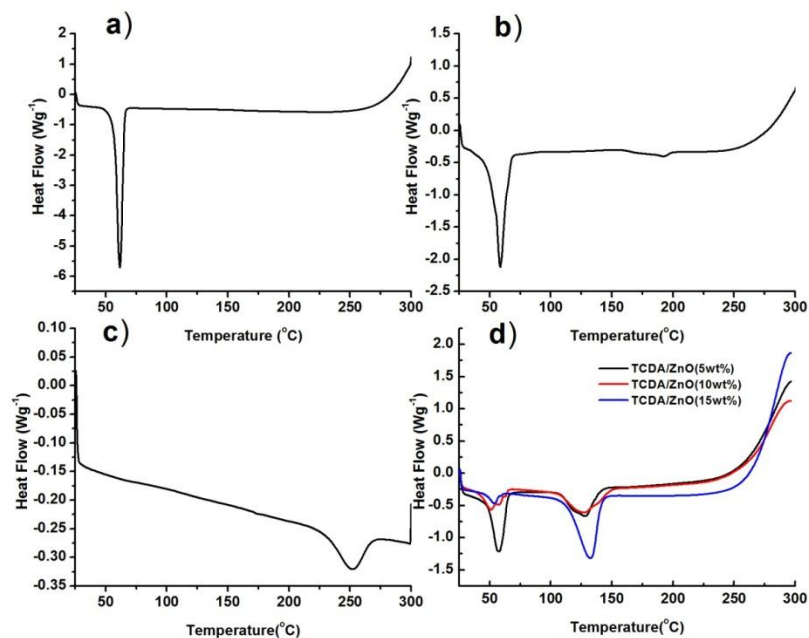 a)
2
1
0
-1
-2
-3
-4
-5
-6
Heat Flow (Wg-1)
50 100 150 200 250 300
Temperature (oC)
b)
1.5
1.0
0.5
0.0
-0.5
-1.0
-1.5
-2.0
-2.5
Heat Flow (Wg-1)
50 100 150 200 250 300
Temperature(oC)
c)
0.10
0.05
0.00
-0.05
-0.10
-0.15
-0.20
-0.25
-0.30
-0.35
Heat Flow (Wg-1)
50 100 150 200 250 300
Temperature(oC)
d)
TCDA/ZnO(5wt%)
TCDA/ZnO(10wt%)
TCDA/ZnO(15wt%)
2.0
1.5
1.0
0.5
0.0
-0.5
-1.0
-1.5
Heat Flow (Wg-1)
50 100 150 200 250 300
Temperature(oC)